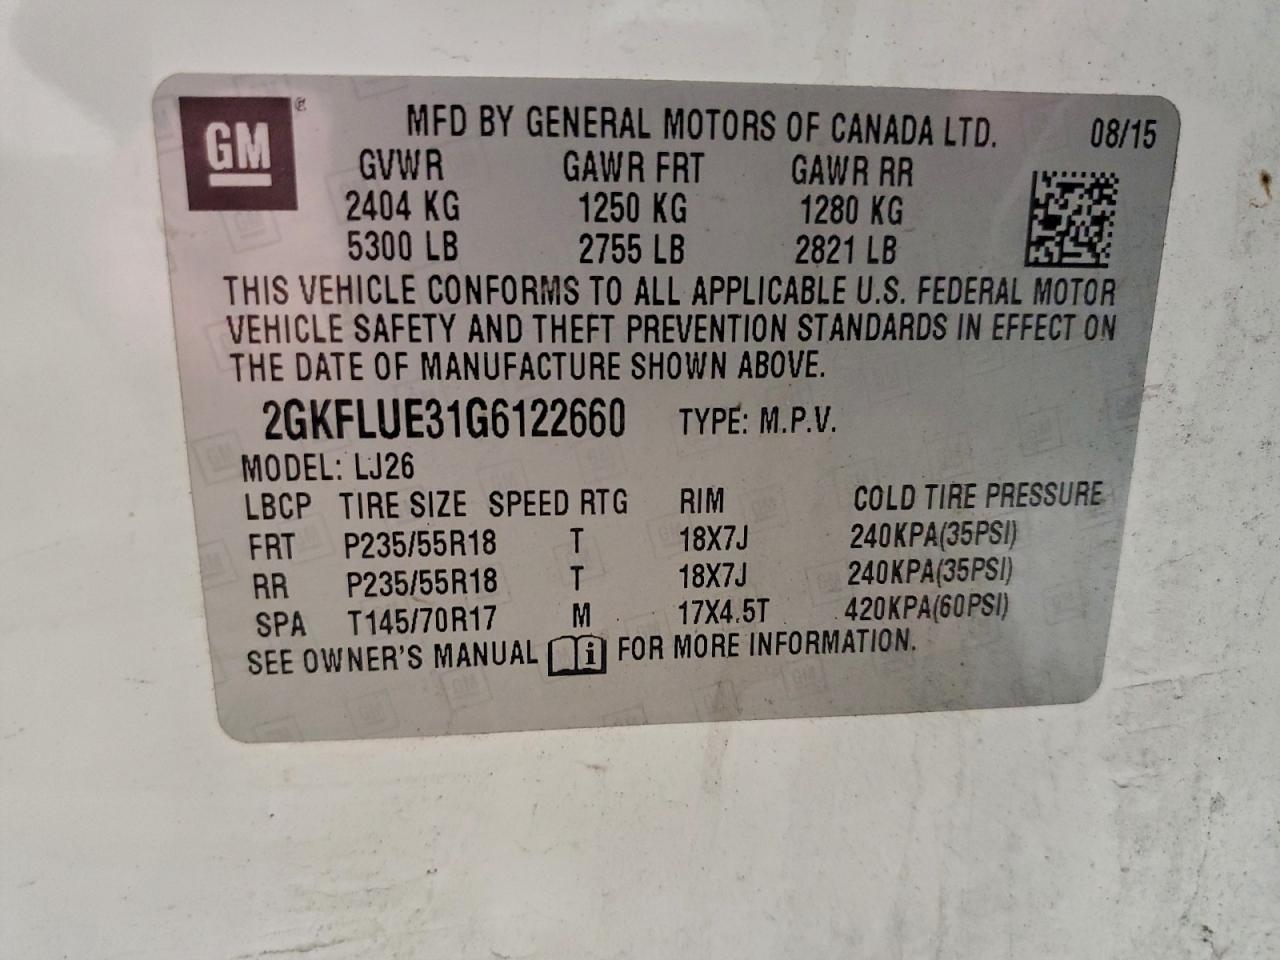 GM ®
MFD BY GENERAL MOTORS OF CANADA LTD. 08/15
GVWR GAWR FRT GAWR RR
2404 KG 1250 KG 1280 KG
5300 LB 2755 LB 2821 LB
THIS VEHICLE CONFORMS TO ALL APPLICABLE U.S. FEDERAL MOTOR
VEHICLE SAFETY AND THEFT PREVENTION STANDARDS IN EFFECT ON
THE DATE OF MANUFACTURE SHOWN ABOVE.
2GKFLUE31G6122660 TYPE: M.P.V.
MODEL: LJ26
LBCP TIRE SIZE SPEED RTG RIM COLD TIRE PRESSURE
FRT P235/55R18 T 18X7J 240KPA(35PSI)
RR P235/55R18 T 18X7J 240KPA(35PSI)
SPA T145/70R17 M 17X4.5T 420KPA(60PSI)
SEE OWNER'S MANUAL i FOR MORE INFORMATION.